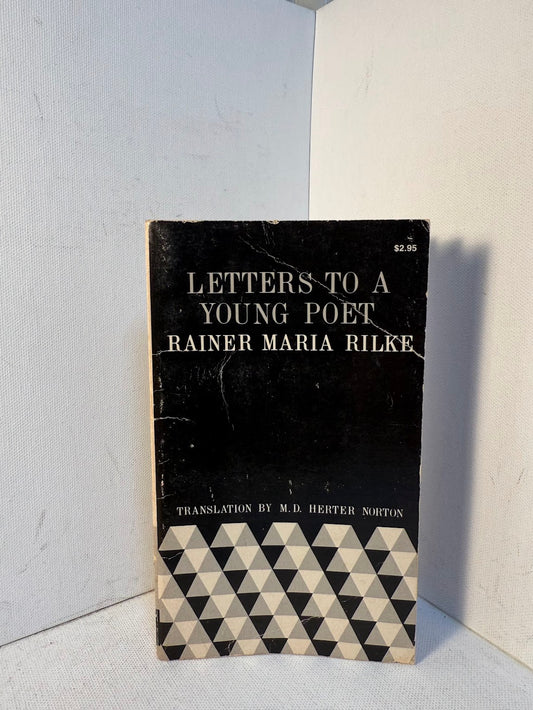 $2.95
LETTERS TO A
YOUNG POET
RAINER MARIA RILKE
TRANSLATION BY M. D. HERTER NORTON